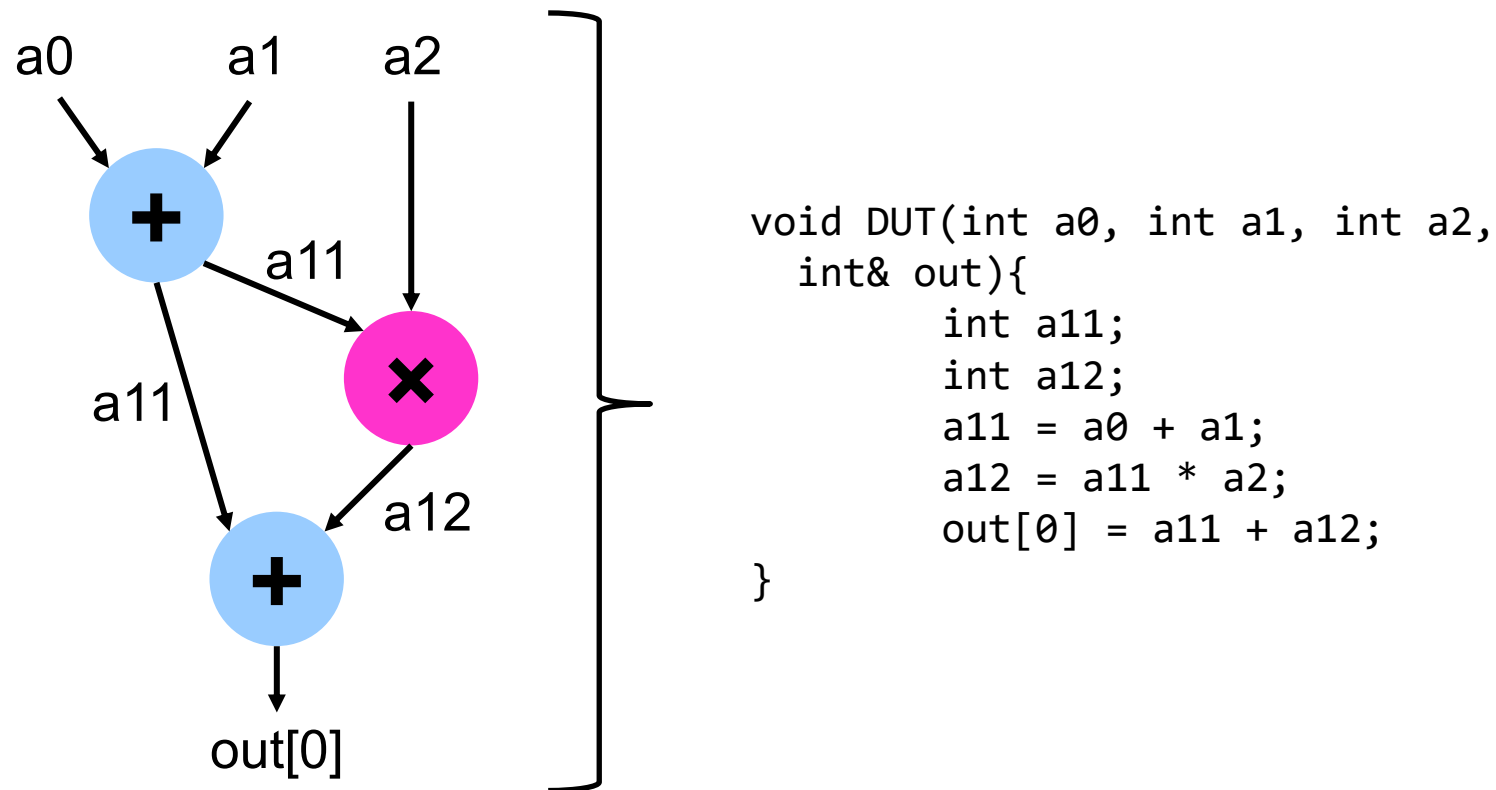 a0 a1 a2
+
a11
×
a11
a12
+
out[0]
void DUT(int a0, int a1, int a2,
int& out){
int a11;
int a12;
a11 = a0 + a1;
a12 = a11 * a2;
out[0] = a11 + a12;
}